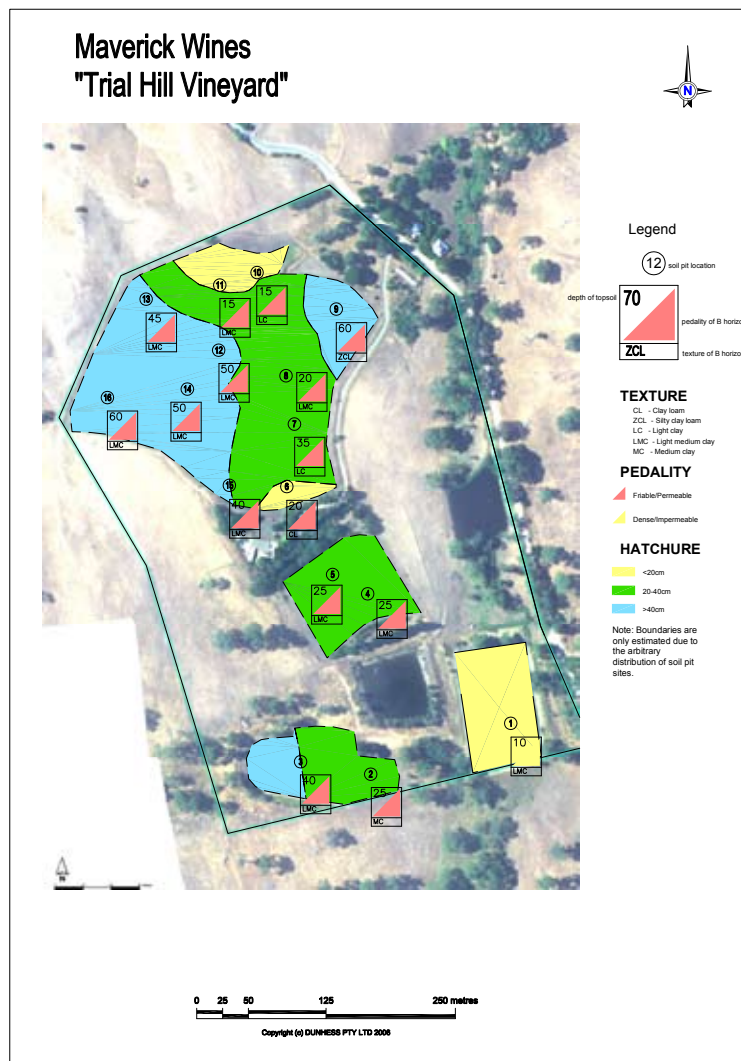 Maverick Wines
"Trial Hill Vineyard"
N
Legend
12 soil pit location
depth of topsoil
70
pedality of B horizo
ZCL
texture of B horizo
TEXTURE
CL - Clay loam
ZCL - Silty clay loam
LC - Light clay
LMC - Light medium clay
MC - Medium clay
PEDALITY
Friable/Permeable
Dense/Impermeable
HATCHURE
<20cm
20-40cm
>40cm
Note: Boundaries are
only estimated due to
the arbitrary
distribution of soil pit
sites.
10
15
LC
11
15
LMC
13
45
LMC
9
60
ZCL
12
50
LMC
8
20
LMC
14
50
LMC
16
60
LMC
7
35
LC
15
40
LMC
6
20
CL
5
25
LMC
4
25
LMC
1
10
LMC
3
40
LMC
2
25
MC
0 25 50 125 250 metres
Copyright (c) DUNHESS PTY LTD 2006